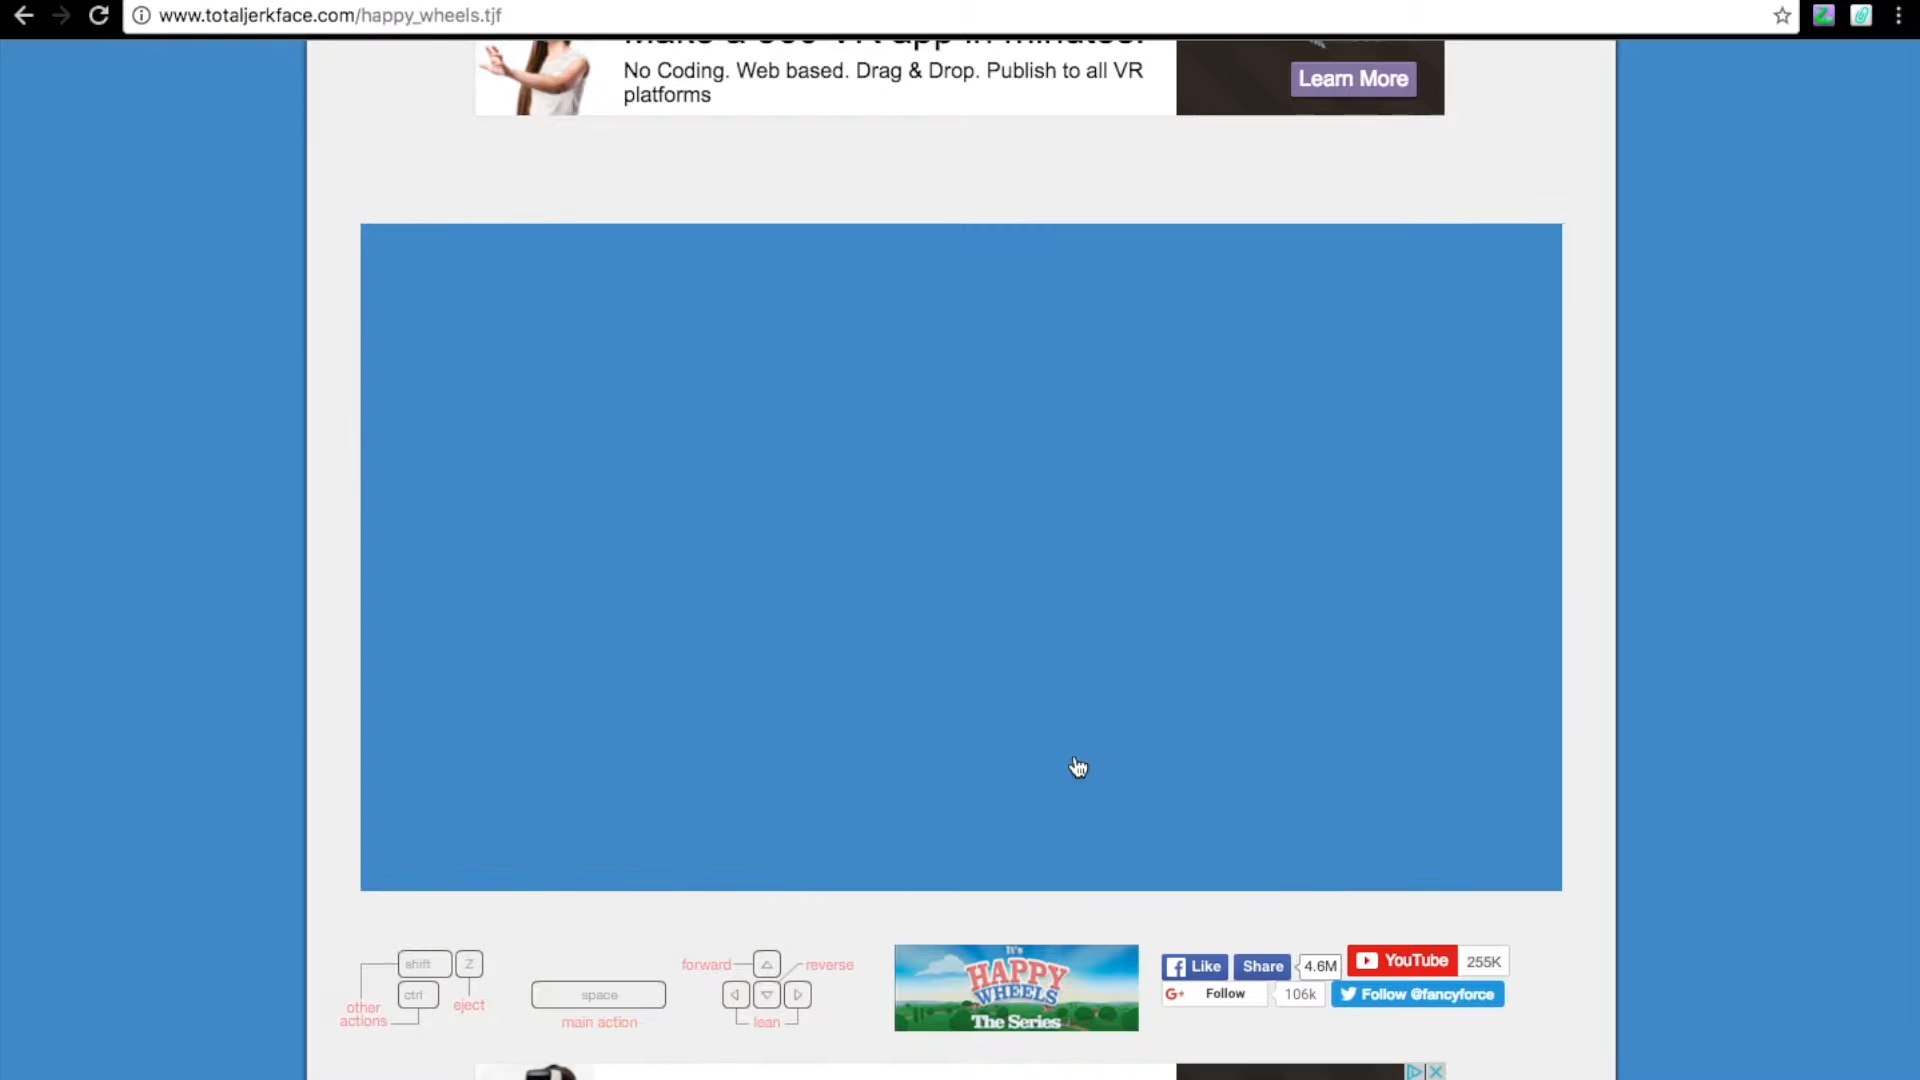 www.totaljerkface.com/happy_wheels.tjf
No Coding. Web based. Drag & Drop. Publish to all VR
platforms
Learn More
shift
Z
ctrl
other
actions
eject
space
main action
forward
reverse
lean
It's
HAPPY
WHEELS
The Series
Like
Share
4.6M
YouTube
255K
G+
Follow
106k
Follow @fancyforce